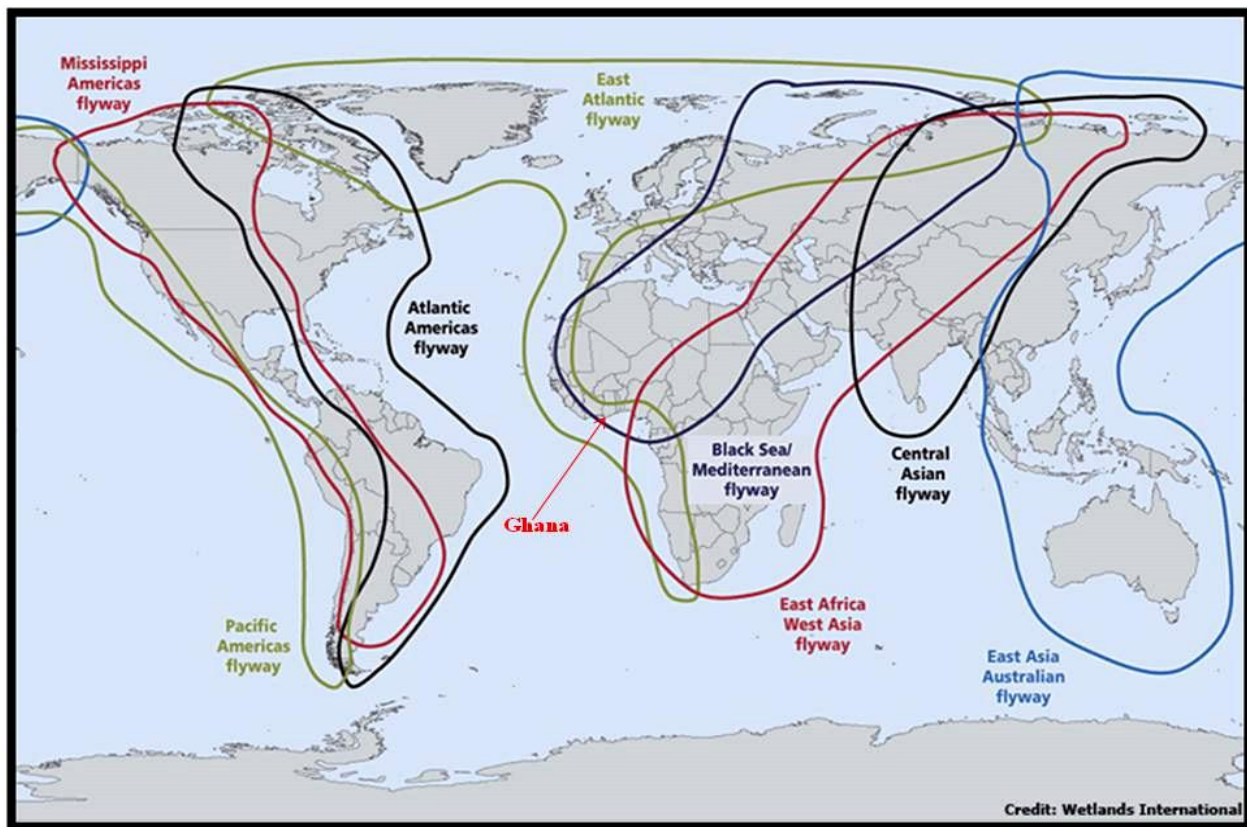 Mississippi
Americas
flyway
East
Atlantic
flyway
Atlantic
Americas
flyway
Black Sea/
Mediterranean
flyway
Central
Asian
flyway
Ghana
Pacific
Americas
flyway
East Africa
West Asia
flyway
East Asia
Australian
flyway
Credit: Wetlands International